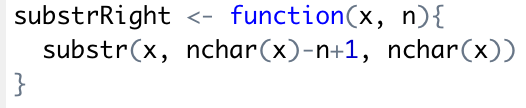 substrRight <- function(x, n){
  substr(x, nchar(x)-n+1, nchar(x))
}